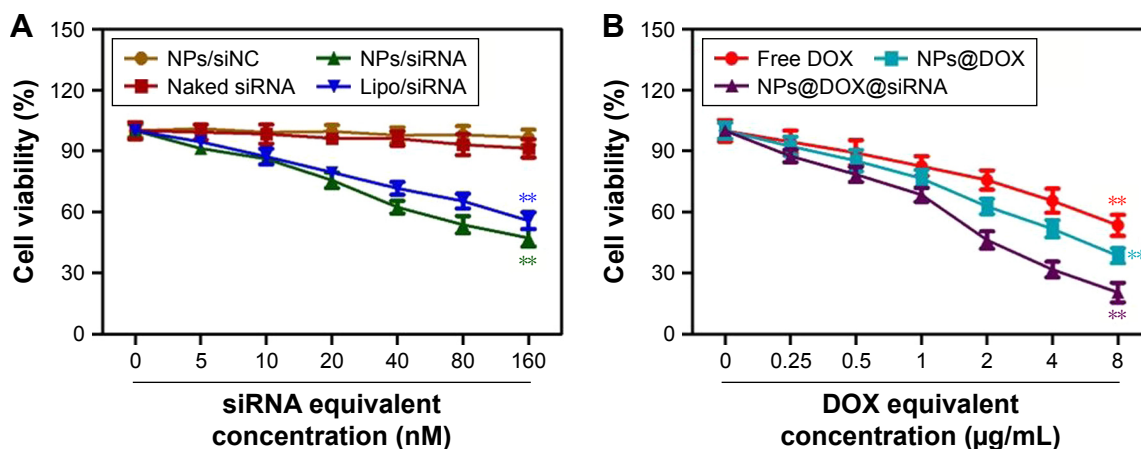 A
Cell viability (%)
150
120
90
60
30
0
NPs/siNC
NPs/siRNA
Naked siRNA
Lipo/siRNA
**
**
0 5 10 20 40 80 160
siRNA equivalent
concentration (nM)
B
Cell viability (%)
150
120
90
60
30
0
Free DOX
NPs@DOX
NPs@DOX@siRNA
**
**
**
0 0.25 0.5 1 2 4 8
DOX equivalent
concentration (μg/mL)